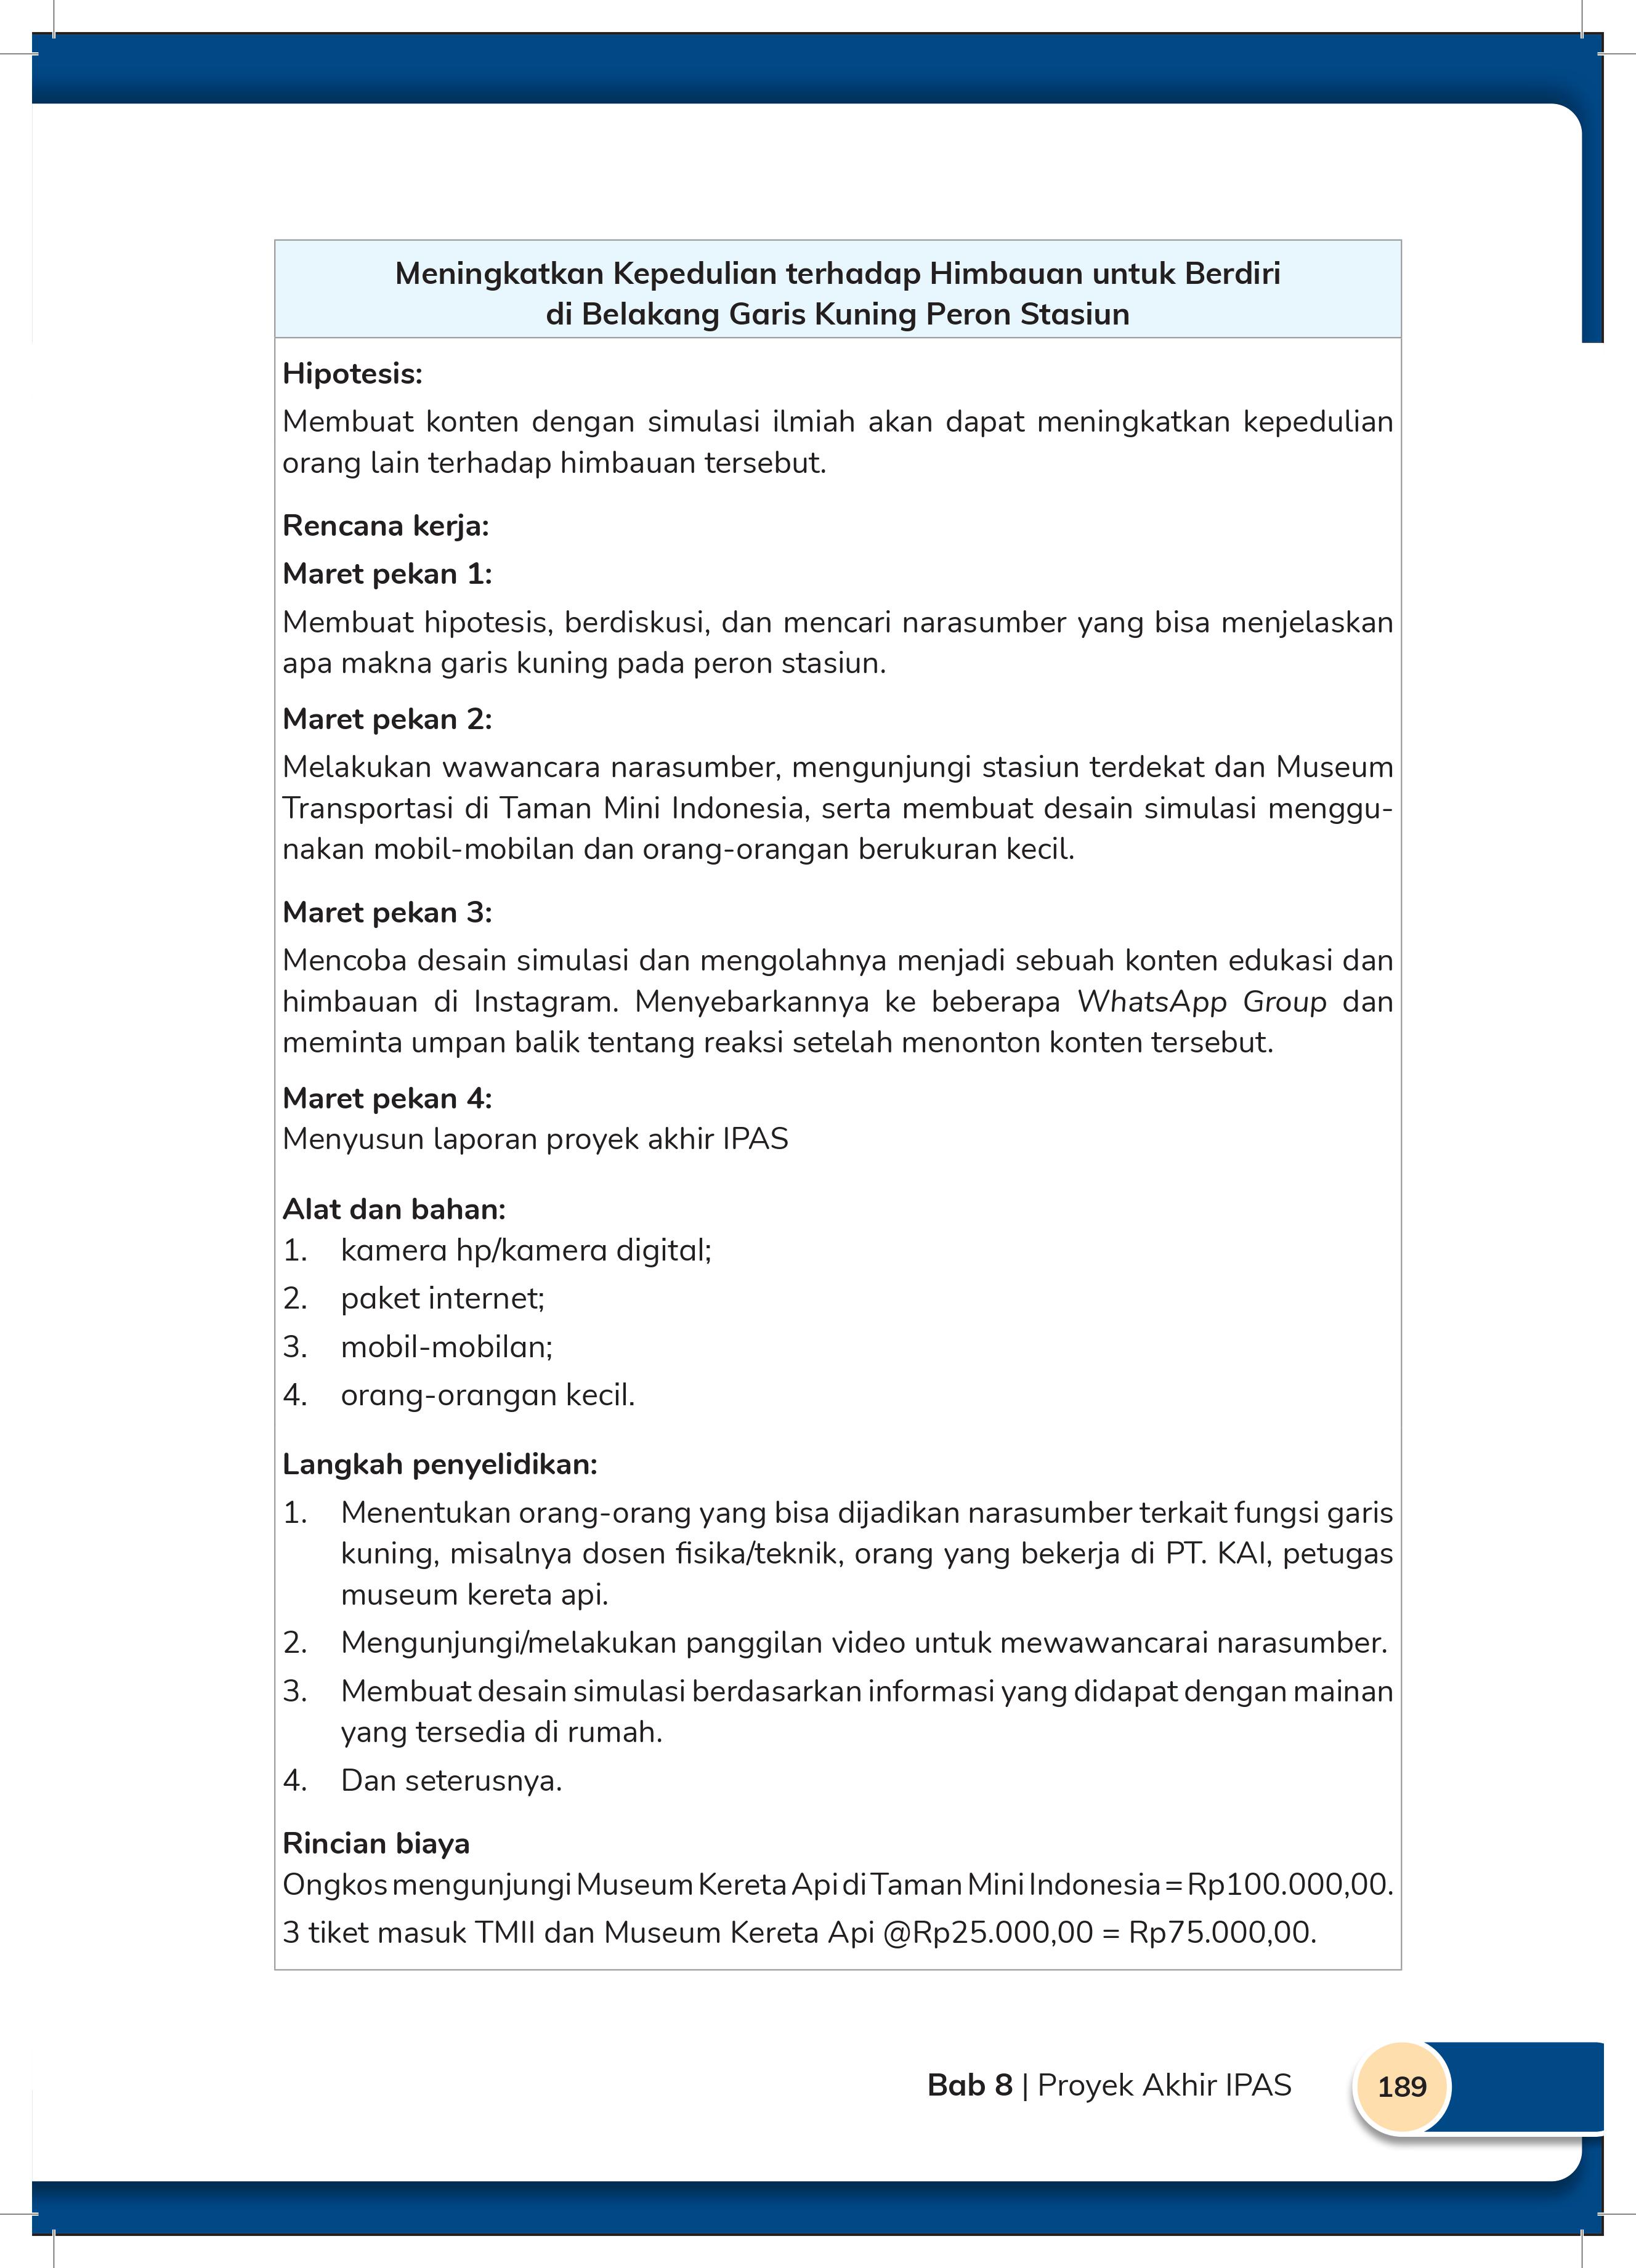 Meningkatkan Kepedulian terhadap Himbauan untuk Berdiri
di Belakang Garis Kuning Peron Stasiun
Hipotesis:
Membuat konten dengan simulasi ilmiah akan dapat meningkatkan kepedulian
orang lain terhadap himbauan tersebut.
Rencana kerja:
Maret pekan 1:
Membuat hipotesis, berdiskusi, dan mencari narasumber yang bisa menjelaskan
apa makna garis kuning pada peron stasiun.
Maret pekan 2:
Melakukan wawancara narasumber, mengunjungi stasiun terdekat dan Museum
Transportasi di Taman Mini Indonesia, serta membuat desain simulasi menggu-
nakan mobil-mobilan dan orang-orangan berukuran kecil.
Maret pekan 3:
Mencoba desain simulasi dan mengolahnya menjadi sebuah konten edukasi dan
himbauan di Instagram. Menyebarkannya ke beberapa WhatsApp Group dan
meminta umpan balik tentang reaksi setelah menonton konten tersebut.
Maret pekan 4:
Menyusun laporan proyek akhir IPAS
Alat dan bahan:
1. kamera hp/kamera digital;
2. paket internet;
3. mobil-mobilan;
4. orang-orangan kecil.
Langkah penyelidikan:
1. Menentukan orang-orang yang bisa dijadikan narasumber terkait fungsi garis
kuning, misalnya dosen fisika/teknik, orang yang bekerja di PT. KAI, petugas
museum kereta api.
2. Mengunjungi/melakukan panggilan video untuk mewawancarai narasumber.
3. Membuat desain simulasi berdasarkan informasi yang didapat dengan mainan
yang tersedia di rumah.
4. Dan seterusnya.
Rincian biaya
Ongkos mengunjungi Museum Kereta Api di Taman Mini Indonesia = Rp100.000,00.
3 tiket masuk TMII dan Museum Kereta Api @Rp25.000,00 = Rp75.000,00.
Bab 8 | Proyek Akhir IPAS
189